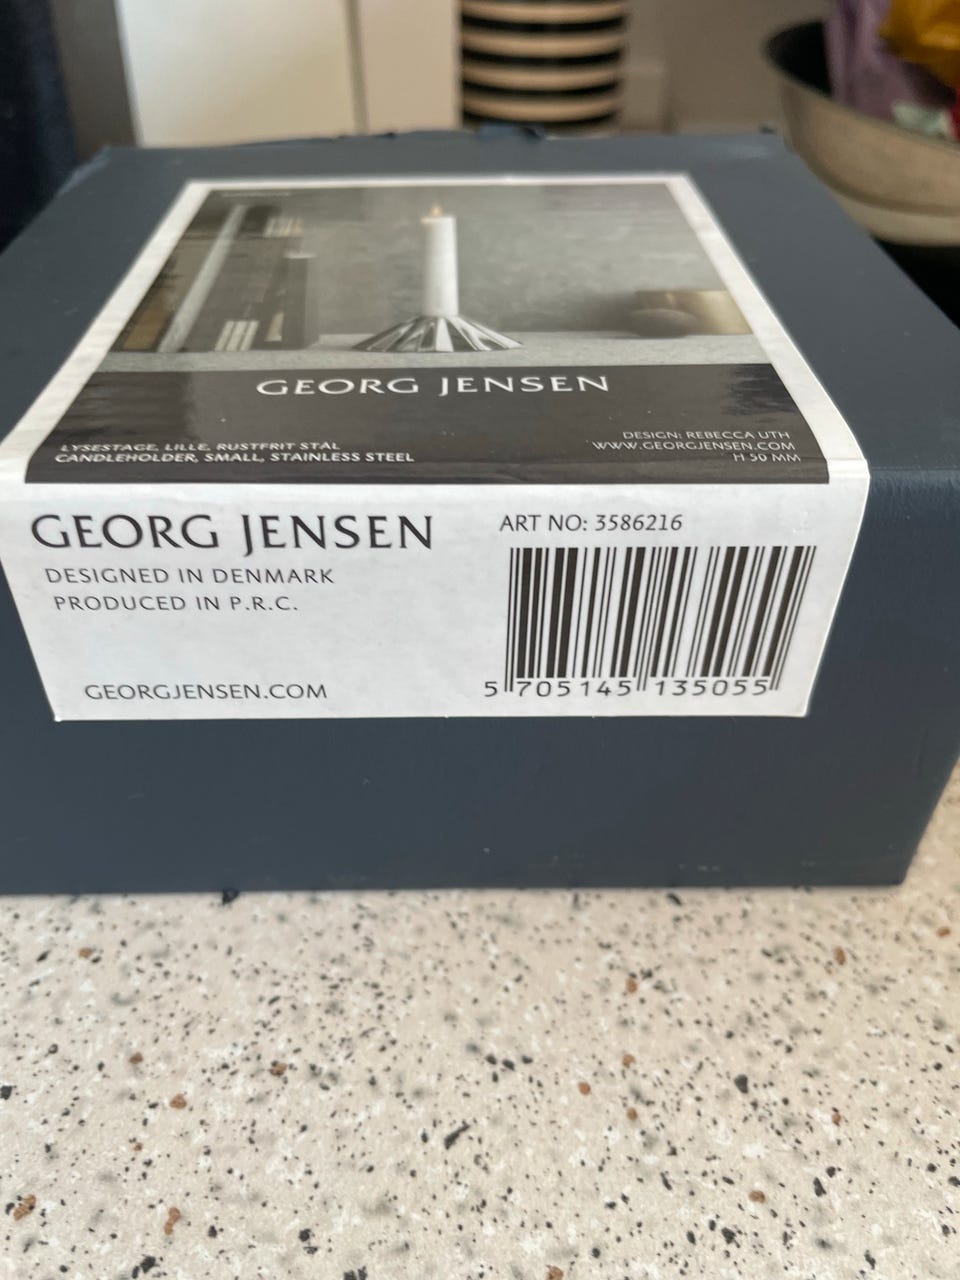 GEORG JENSEN
LYSESTAGE, LILLE, RUSTFRIT STÅL
CANDLEHOLDER, SMALL, STAINLESS STEEL
DESIGN: REBECCA UTH
WWW.GEORGJENSEN.COM
H 50 MM
GEORG JENSEN
DESIGNED IN DENMARK
PRODUCED IN P.R.C.
GEORGJENSEN.COM
ART NO: 3586216
5 705145 135055